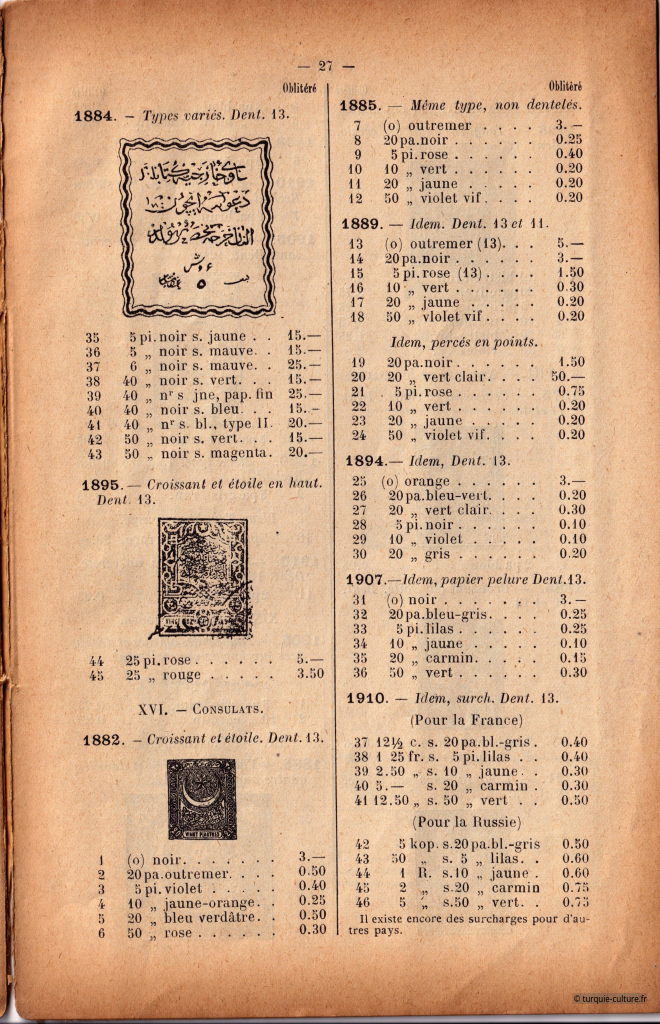 — 27 —
Oblitéré
1884. – Types variés. Dent. 13.
35 5 pi. noir s. jaune . . 15.—
36 5 „ noir s. mauve. . 15.—
37 6 „ noir s. mauve. . 25.—
38 40 „ noir s. vert. . . 15.—
39 40 „ nʳ s jne, pap. fin 25.—
40 40 „ noir s. bleu. . . 15.–
41 40 „ nʳ s. bl., type II. 20.—
42 50 „ noir s. vert. . . 15.—
43 50 „ noir s. magenta. 20.—
1895. – Croissant et étoile en haut.
Dent. 13.
44 25 pi. rose . . . . . . 5.—
45 25 „ rouge . . . . . 3.50
XVI. — CONSULATS.
1882. – Croissant et étoile. Dent. 13.
VINGT PIASTRES
1 (o) noir. . . . . . . 3.—
2 20 pa. outremer. . . . 0.50
3 5 pi. violet . . . . . 0.40
4 10 „ jaune-orange. . 0.25
5 20 „ bleu verdâtre. . 0.50
6 50 „ rose . . . . . . 0.30
Oblitéré
1885. — Même type, non dentelés.
7 (o) outremer . . . . 3.—
8 20 pa. noir . . . . . . 0.25
9 5 pi. rose . . . . . . 0.40
10 10 „ vert . . . . . . 0.20
11 20 „ jaune . . . . . 0.20
12 50 „ violet vif . . . . 0.20
1889. – Idem. Dent. 13 et 11.
13 (o) outremer (13). . . 5.—
14 20 pa. noir . . . . . . 3.—
15 5 pi. rose (13) . . . . 1.50
16 10 „ vert . . . . . . 0.30
17 20 „ jaune . . . . . 0.20
18 50 „ vlolet vif . . . . 0.20
Idem, percés en points.
19 20 pa. noir . . . . . . 1.50
20 20 „ vert clair. . . . 50.—
21 5 pi. rose . . . . . . 0.75
22 10 „ vert . . . . . . 0.20
23 20 „ jaune . . . . . 0.20
24 50 „ violet vif. . . . 0.20
1894. – Idem, Dent. 13.
25 (o) orange . . . . . 3.—
26 20 pa. bleu-vert. . . . 0.20
27 20 „ vert clair. . . . 0.30
28 5 pi. noir . . . . . . 0.10
29 10 „ violet . . . . . 0.10
30 20 „ gris . . . . . . 0.20
1907. — Idem, papier pelure Dent. 13.
31 (o) noir . . . . . . . 3.—
32 20 pa. bleu-gris. . . . 0.25
33 5 pi. lilas. . . . . . 0.25
34 10 „ jaune . . . . . 0.10
35 20 „ carmin . . . . . 0.15
36 50 „ vert . . . . . . 0.30
1910. — Idem, surch. Dent. 13.
(Pour la France)
37 12½ c. s. 20 pa. bl.-gris . 0.40
38 1 25 fr. s. 5 pi. lilas . . 0.40
39 2.50 „ s. 10 „ jaune . . 0.30
40 5.— s. 20 „ carmin . 0.30
41 12.50 „ s. 50 „ vert . . 0.50
(Pour la Russie)
42 5 kop. s. 20 pa. bl-gris 0.50
43 50 „ s. 5 „ lilas. . 0.60
44 1 R. s. 10 „ jaune . 0.60
45 2 „ s. 20 „ carmin 0.75
46 5 „ s. 50 „ vert. . 0.75
Il existe encore des surcharges pour d'au-
tres pays.
© turquie-culture.fr